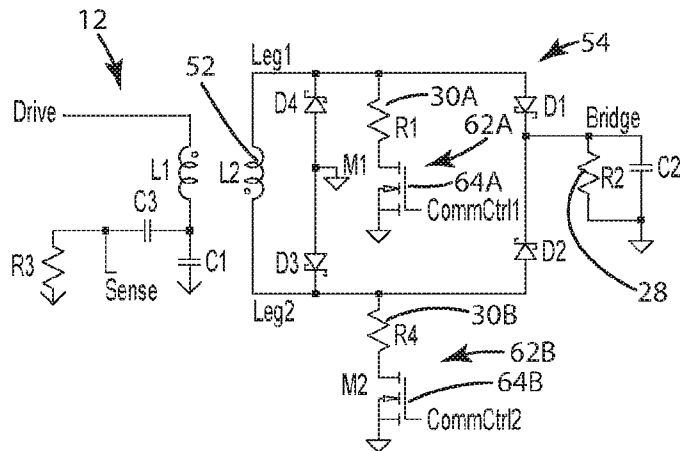 12
Leg1
54
52
Drive
D4
30A
D1
R1
62A
Bridge
L1
L2
M1
64A
R2
C2
C3
CommCtrl1
R3
C1
D3
D2
Sense
Leg2
30B
28
R4
62B
M2
64B
CommCtrl2